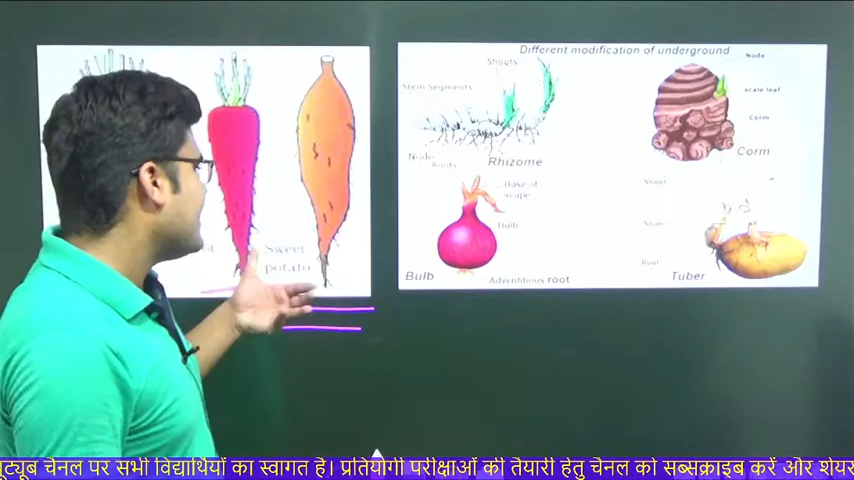 Sweet
potato
Different modification of underground
Shoots
Stem Segments
Node
Roots
Rhizome
Node
scale leaf
Corm
Corm
Base of
scape
Bulb
Bulb
Adventitious root
Shoot
Root
Tuber
यूट्यूब चैनल पर सभी विद्यार्थियों का स्वागत है। प्रतियोगी परीक्षाओं की तैयारी हेतु चैनल को सब्सक्राइब करें और शेयर